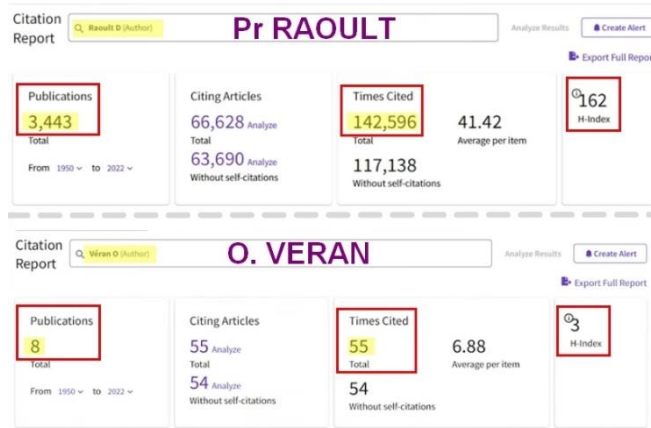 Citation Report
Raoult D (Author)
Pr RAOULT
Analyze Results
Create Alert
Export Full Repor
Publications
3,443
Total
From 1950 to 2022
Citing Articles
66,628 Analyze
Total
63,690 Analyze
Without self-citations
Times Cited
142,596
Total
117,138
Without self-citations
41.42
Average per item
162
H-Index
Citation Report
Véran O (Author)
O. VERAN
Analyze Results
Create Alert
Export Full Report
Publications
8
Total
From 1950 to 2022
Citing Articles
55 Analyze
Total
54 Analyze
Without self-citations
Times Cited
55
Total
54
Without self-citations
6.88
Average per item
3
H-Index